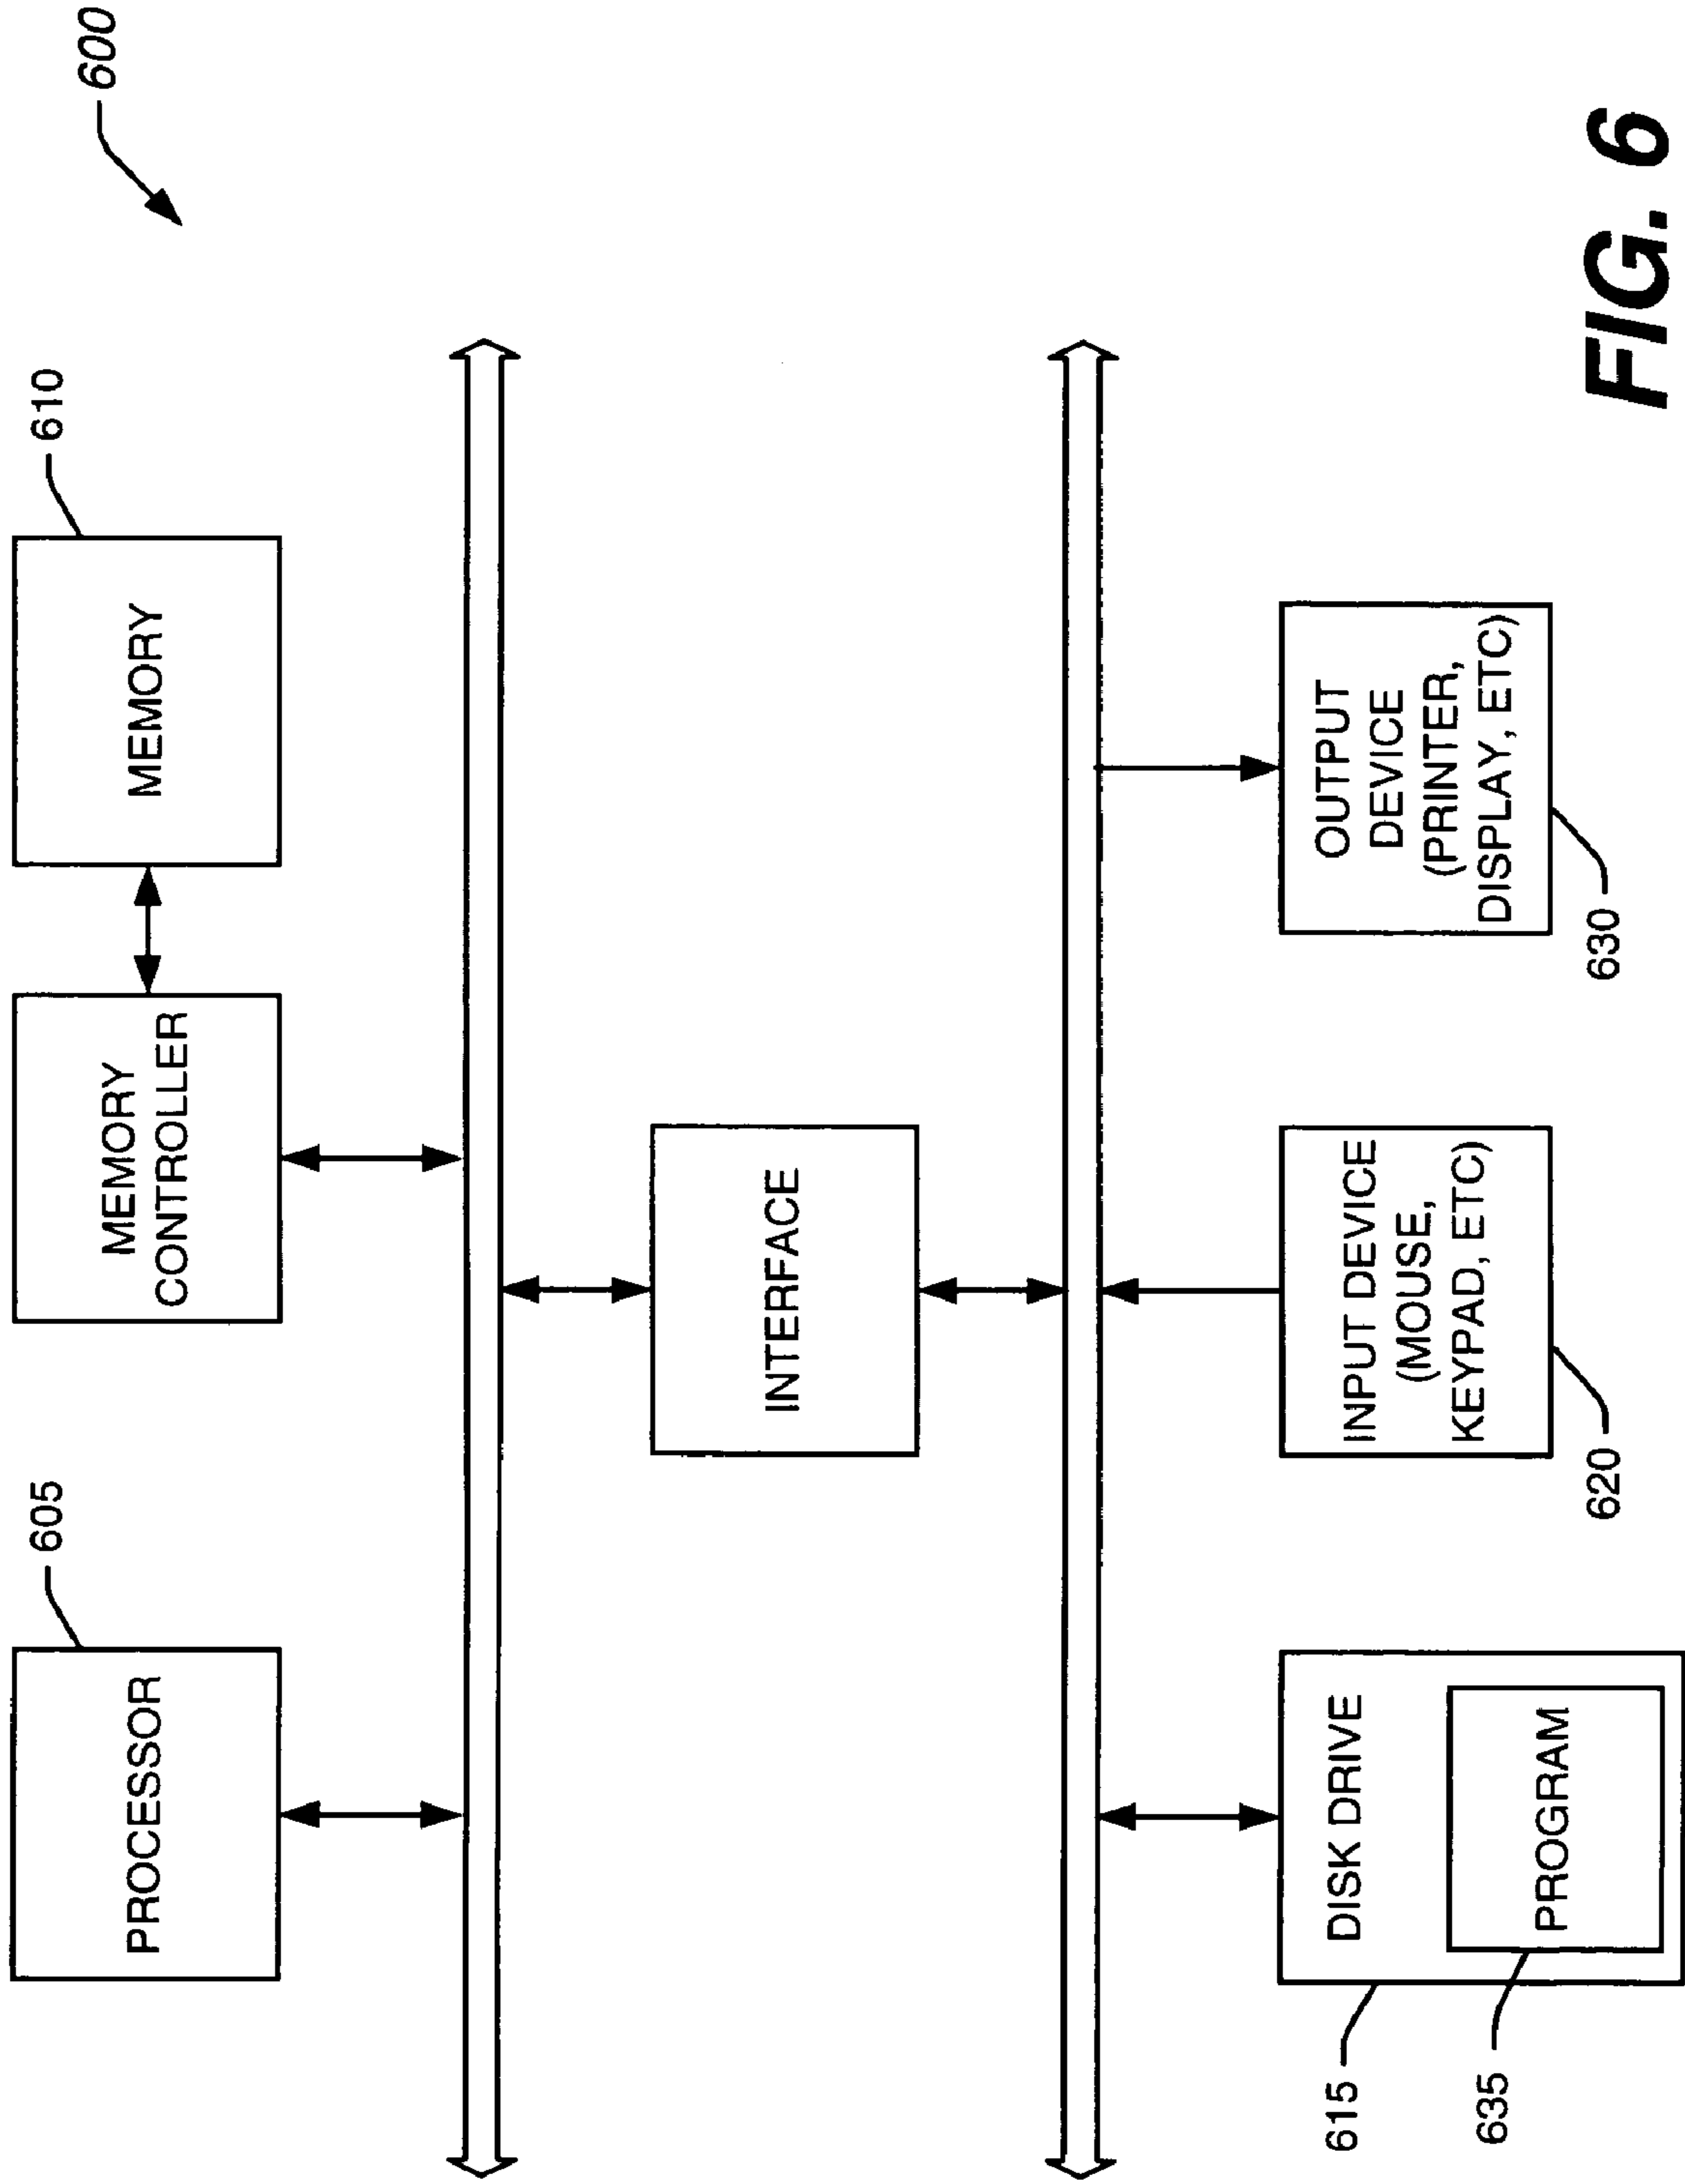 600
605
610
PROCESSOR
MEMORY
CONTROLLER
MEMORY
INTERFACE
DISK DRIVE
PROGRAM
INPUT DEVICE
(MOUSE,
KEYPAD, ETC)
OUTPUT
DEVICE
(PRINTER,
DISPLAY, ETC)
615
635
620
630
FIG. 6